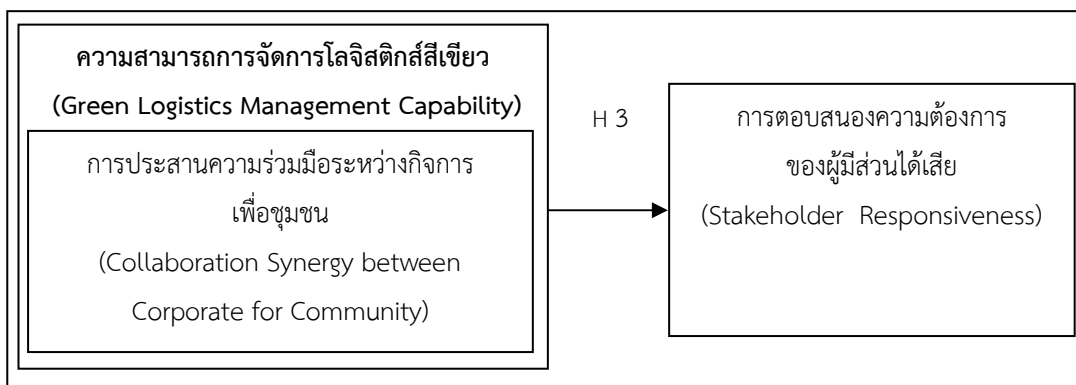 ความสามารถการจัดการโลจิสติกส์สีเขียว
(Green Logistics Management Capability)
การประสานความร่วมมือระหว่างกิจการ
เพื่อชุมชน
(Collaboration Synergy between
Corporate for Community)
H 3
การตอบสนองความต้องการ
ของผู้มีส่วนได้เสีย
(Stakeholder Responsiveness)